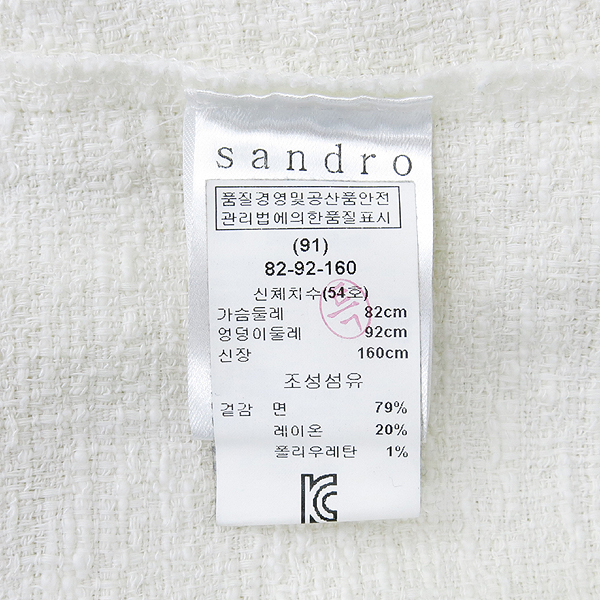 sandro
품질경영및공산품안전
관리법에의한품질표시
(91)
82-92-160
신체치수(54호)
가슴둘레 82cm
엉덩이둘레 92cm
신장 160cm
조성섬유
겉감 면 79%
레이온 20%
폴리우레탄 1%
KC